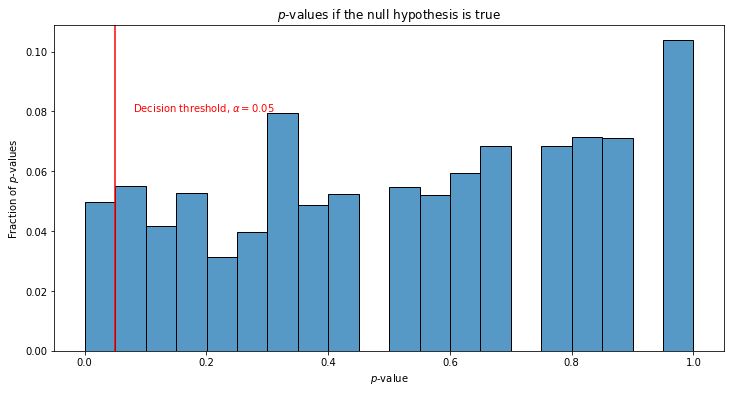 p-values if the null hypothesis is true
Decision threshold, α = 0.05
Fraction of p-values
0.10
0.08
0.06
0.04
0.02
0.00
0.0 0.2 0.4 0.6 0.8 1.0
p-value